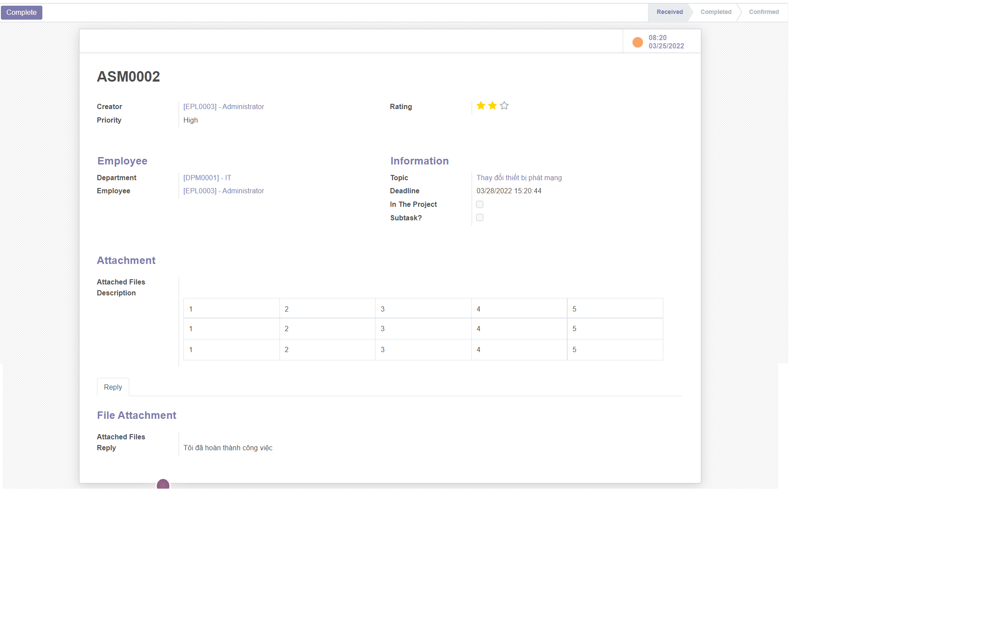 Complete
Received Completed Confirmed
08:20
03/25/2022
ASM0002
Creator [EPL0003] - Administrator
Rating
Priority High
Employee
Information
Department [DPM0001] - IT
Topic Thay đổi thiết bị phát mạng
Employee [EPL0003] - Administrator
Deadline 03/28/2022 15:20:44
In The Project
Subtask?
Attachment
Attached Files
Description
1 2 3 4 5
1 2 3 4 5
1 2 3 4 5
Reply
File Attachment
Attached Files
Reply Tôi đã hoàn thành công việc